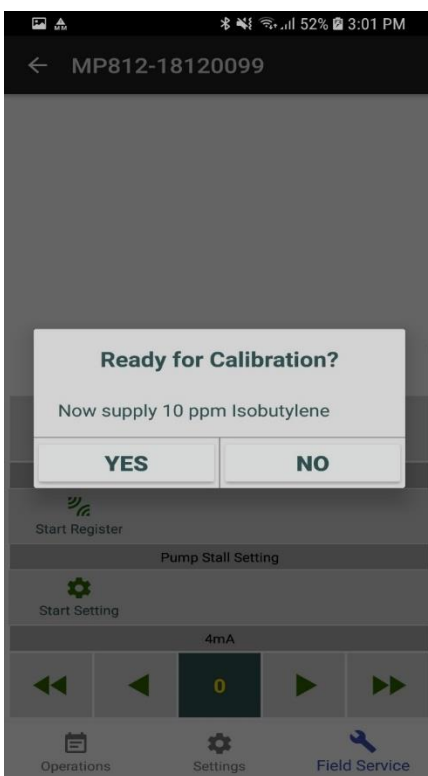 52% 3:01 PM
MP812-18120099
Ready for Calibration?
Now supply 10 ppm Isobutylene
YES NO
Start Register
Pump Stall Setting
Start Setting
4mA
0
Operations Settings Field Service